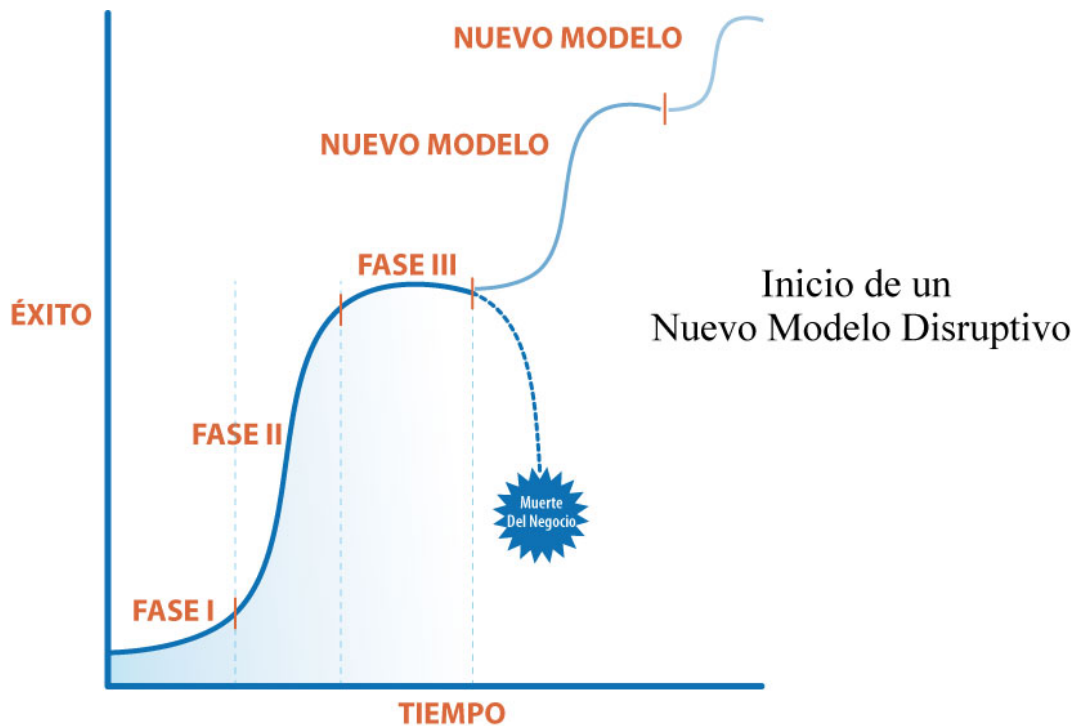 NUEVO MODELO
NUEVO MODELO
FASE III
Inicio de un
Nuevo Modelo Disruptivo
ÉXITO
FASE II
Muerte
Del Negocio
FASE I
TIEMPO